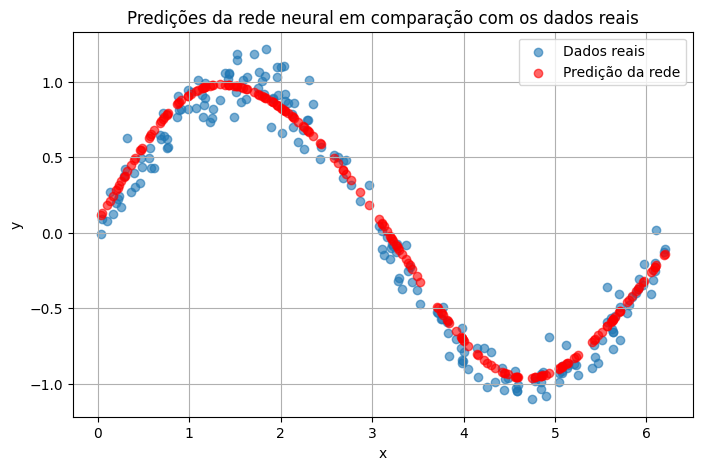 Predições da rede neural em comparação com os dados reais
Dados reais
Predição da rede
1.0
0.5
0.0
−0.5
−1.0
y
0 1 2 3 4 5 6
x